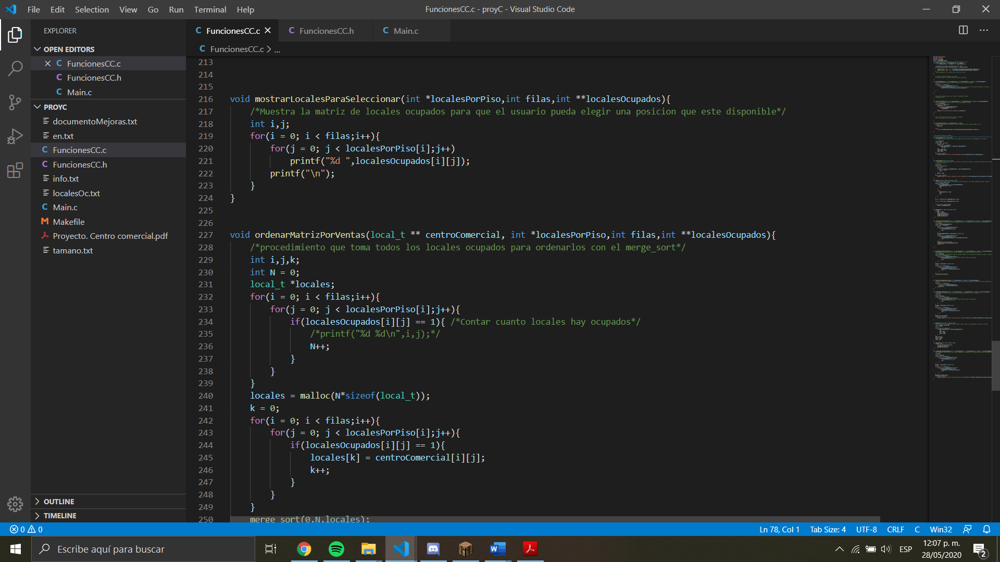 File Edit Selection View Go Run Terminal Help
FuncionesCC.c - proyC - Visual Studio Code
EXPLORER
OPEN EDITORS
FuncionesCC.c
FuncionesCC.h
Main.c
PROYC
documentoMejoras.txt
en.txt
FuncionesCC.c
FuncionesCC.h
info.txt
localesOc.txt
Main.c
Makefile
Proyecto. Centro comercial.pdf
tamano.txt
OUTLINE
TIMELINE
FuncionesCC.c FuncionesCC.h Main.c
FuncionesCC.c > ...
213
214
215
216 void mostrarLocalesParaSeleccionar(int *localesPorPiso,int filas,int **localesOcupados){
217 /*Muestra la matriz de locales ocupados para que el usuario pueda elegir una posicion que este disponible*/
218 int i,j;
219 for(i = 0; i < filas;i++){
220 for(j = 0; j < localesPorPiso[i];j++)
221 printf("%d ",localesOcupados[i][j]);
222 printf("\n");
223 }
224 }
225
226
227 void ordenarMatrizPorVentas(local_t ** centroComercial, int *localesPorPiso,int filas,int **localesOcupados){
228 /*procedimiento que toma todos los locales ocupados para ordenarlos con el merge_sort*/
229 int i,j,k;
230 int N = 0;
231 local_t *locales;
232 for(i = 0; i < filas;i++){
233 for(j = 0; j < localesPorPiso[i];j++){
234 if(localesOcupados[i][j] == 1){ /*Contar cuanto locales hay ocupados*/
235 /*printf("%d %d\n",i,j);*/
236 N++;
237 }
238 }
239 }
240 locales = malloc(N*sizeof(local_t));
241 k = 0;
242 for(i = 0; i < filas;i++){
243 for(j = 0; j < localesPorPiso[i];j++){
244 if(localesOcupados[i][j] == 1){
245 locales[k] = centroComercial[i][j];
246 k++;
247 }
248 }
249 }
250 merge_sort(0,N,locales);
0 0 Ln 78, Col 1 Tab Size: 4 UTF-8 CRLF C Win32
Escribe aquí para buscar
ESP
12:07 p. m.
28/05/2020
2